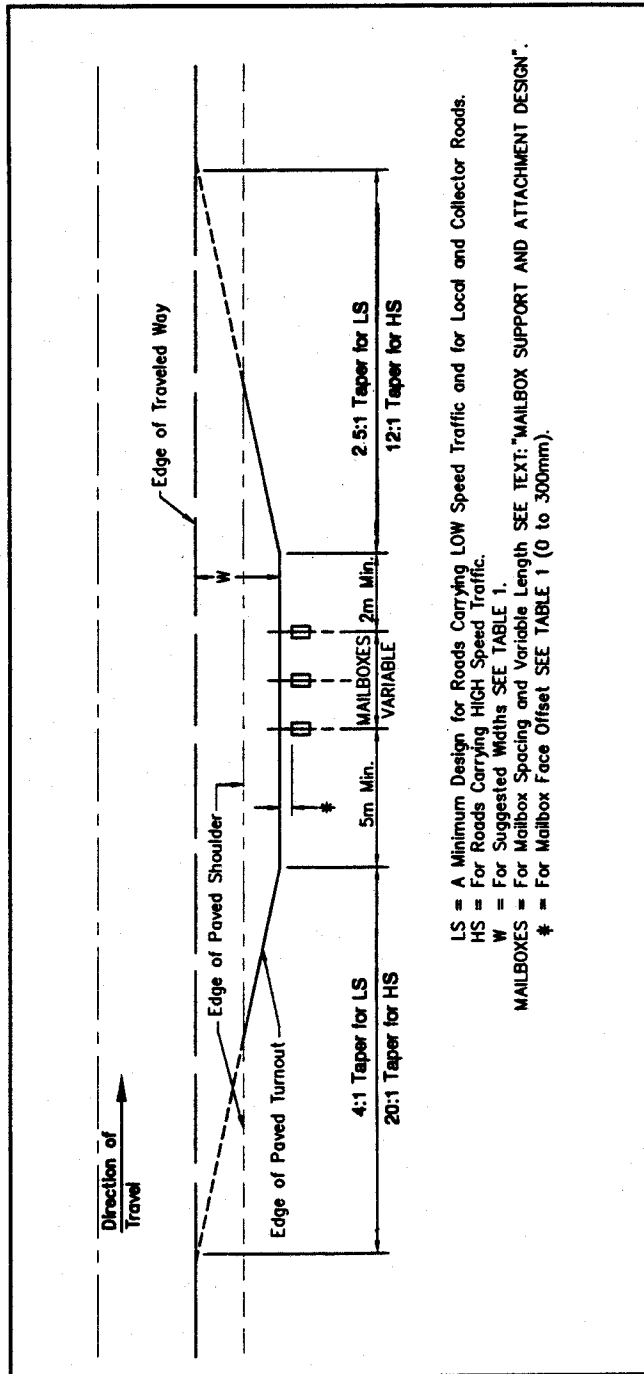 Direction of
Travel
Edge of Traveled Way
Edge of Paved Shoulder
Edge of Paved Turnout
W
*
4:1 Taper for LS
20:1 Taper for HS
5m Min.
MAILBOXES
VARIABLE
2m Min.
2.5:1 Taper for LS
12:1 Taper for HS
LS = A Minimum Design for Roads Carrying LOW Speed Traffic and for Local and Collector Roads.
HS = For Roads Carrying HIGH Speed Traffic.
W = For Suggested Widths SEE TABLE 1.
MAILBOXES = For Mailbox Spacing and Variable Length SEE TEXT: "MAILBOX SUPPORT AND ATTACHMENT DESIGN".
* = For Mailbox Face Offset SEE TABLE 1 (0 to 300mm).